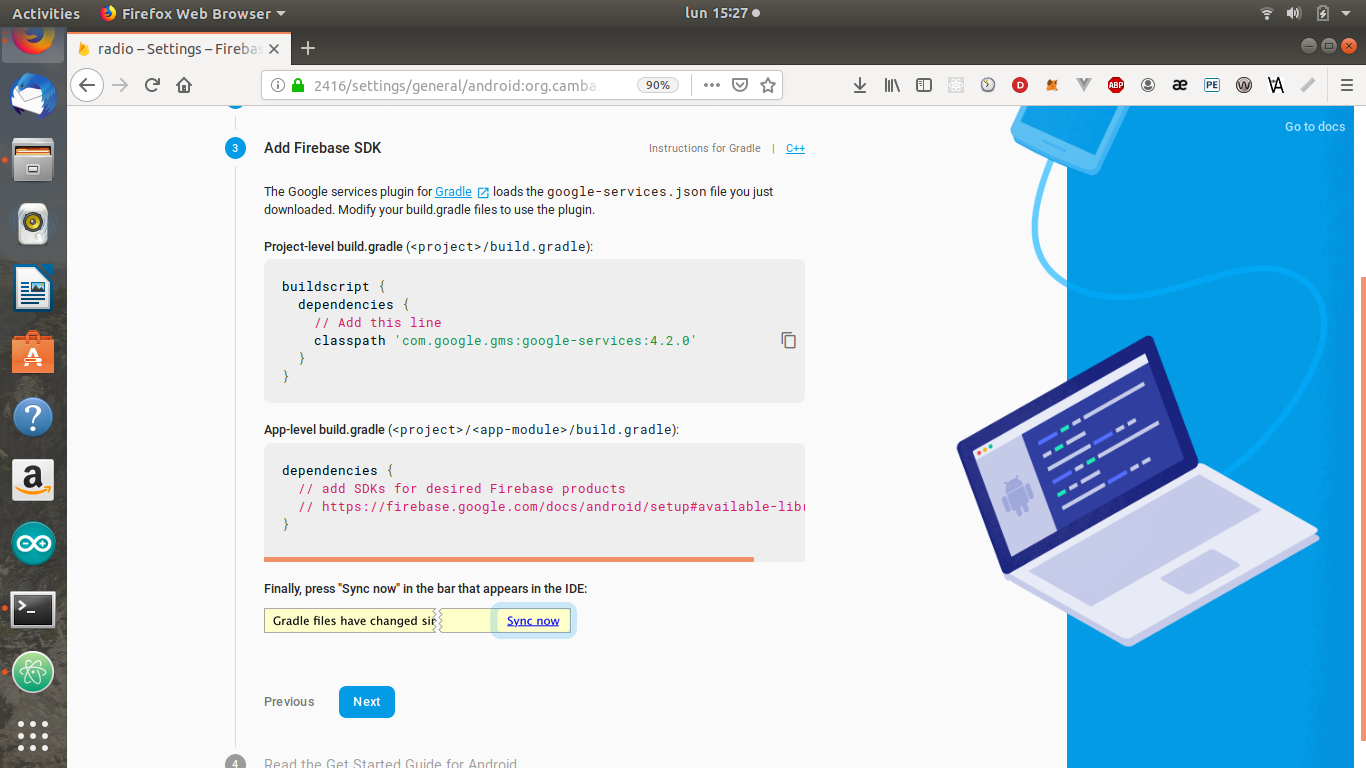 Activities Firefox Web Browser lun 15:27
radio – Settings – Fireba
2416/settings/general/android:org.camba. 90%
Go to docs
3 Add Firebase SDK Instructions for Gradle | C++
The Google services plugin for Gradle loads the google-services.json file you just
downloaded. Modify your build.gradle files to use the plugin.
Project-level build.gradle (<project>/build.gradle):
buildscript {
dependencies {
// Add this line
classpath 'com.google.gms:google-services:4.2.0'
}
}
App-level build.gradle (<project>/<app-module>/build.gradle):
dependencies {
// add SDKs for desired Firebase products
// https://firebase.google.com/docs/android/setup#available-libr
}
Finally, press "Sync now" in the bar that appears in the IDE:
Gradle files have changed sin Sync now
Previous Next
4 Read the Get Started Guide for Android